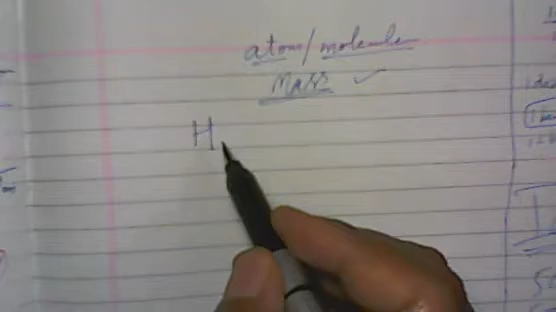 atom/molecule
Mass ✓
H